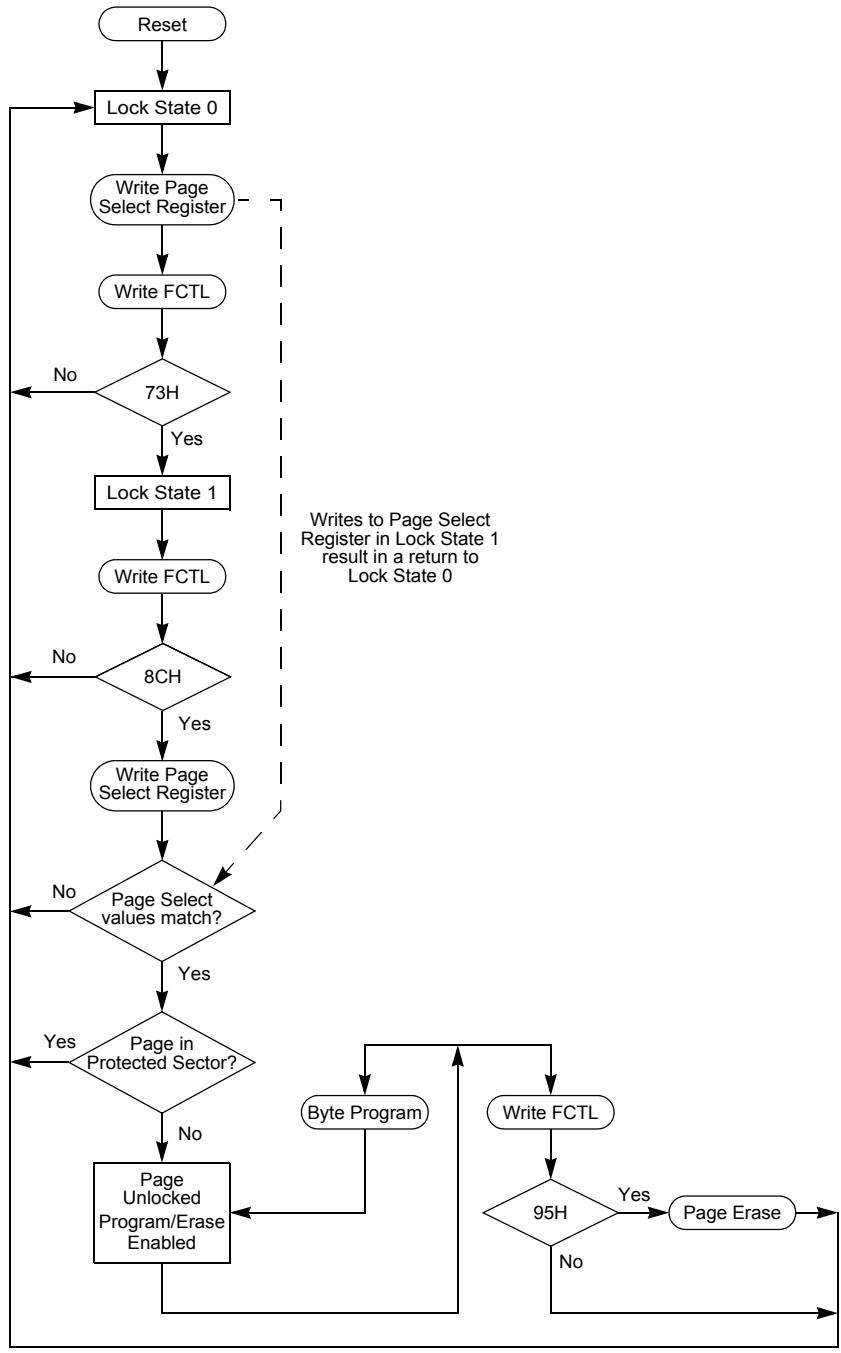 Reset
Lock State 0
Write Page
Select Register
Write FCTL
No
73H
Yes
Lock State 1
Writes to Page Select
Register in Lock State 1
result in a return to
Lock State 0
Write FCTL
No
8CH
Yes
Write Page
Select Register
No
Page Select
values match?
Yes
Yes
Page in
Protected Sector?
No
Byte Program
Write FCTL
Page
Unlocked
Program/Erase
Enabled
95H
Yes
Page Erase
No